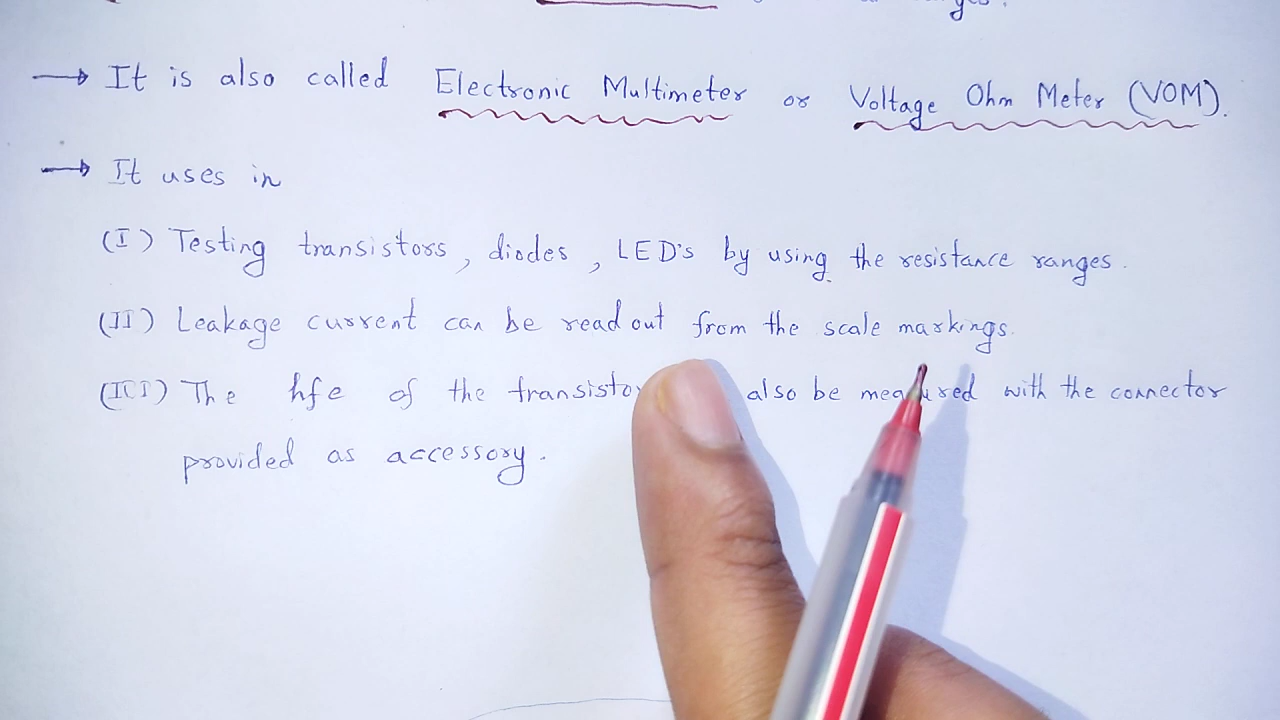 → It is also called Electronic Multimeter or Voltage Ohm Meter (VOM).
→ It uses in
(I) Testing transistors, diodes, LED's by using the resistance ranges.
(II) Leakage current can be read out from the scale markings.
(III) The hfe of the transisto also be measured with the connector
provided as accessory.